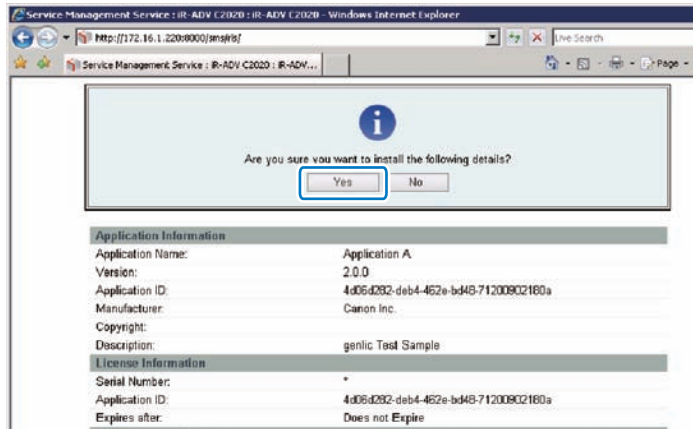 Service Management Service : iR-ADV C2020 : iR-ADV C2020 - Windows Internet Explorer
http://172.16.1.220:8000/sms/rls/
Live Search
Service Management Service : iR-ADV C2020 : iR-ADV...
Page
Are you sure you want to install the following details?
Yes No
Application Information
Application Name: Application A
Version: 2.0.0
Application ID: 4d06d282-deb4-462e-bd48-71200902180a
Manufacturer: Canon Inc.
Copyright:
Description: genlic Test Sample
License Information
Serial Number: *
Application ID: 4d06d282-deb4-462e-bd48-71200902180a
Expires after: Does not Expire